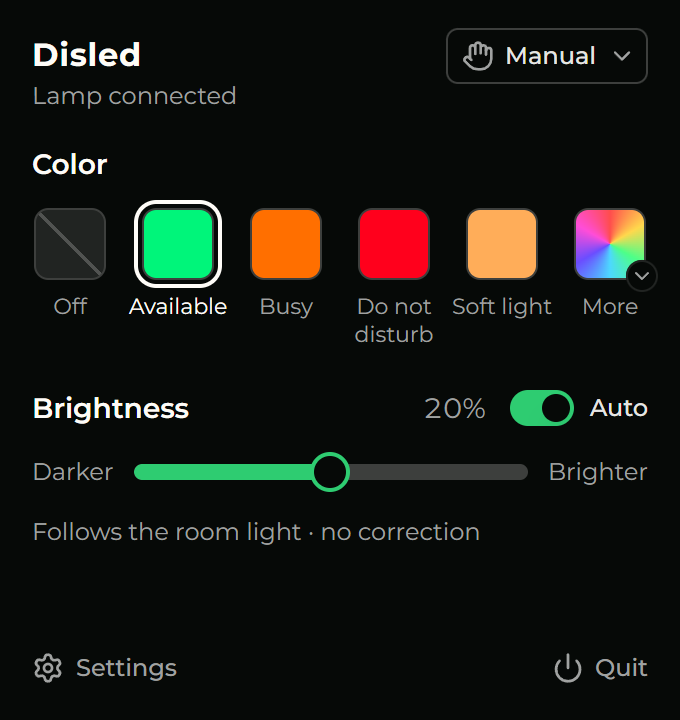 Disled
Manual
Lamp connected
Color
Off
Available
Busy
Do not
disturb
Soft light
More
Brightness
20%
Auto
Darker
Brighter
Follows the room light · no correction
Settings
Quit